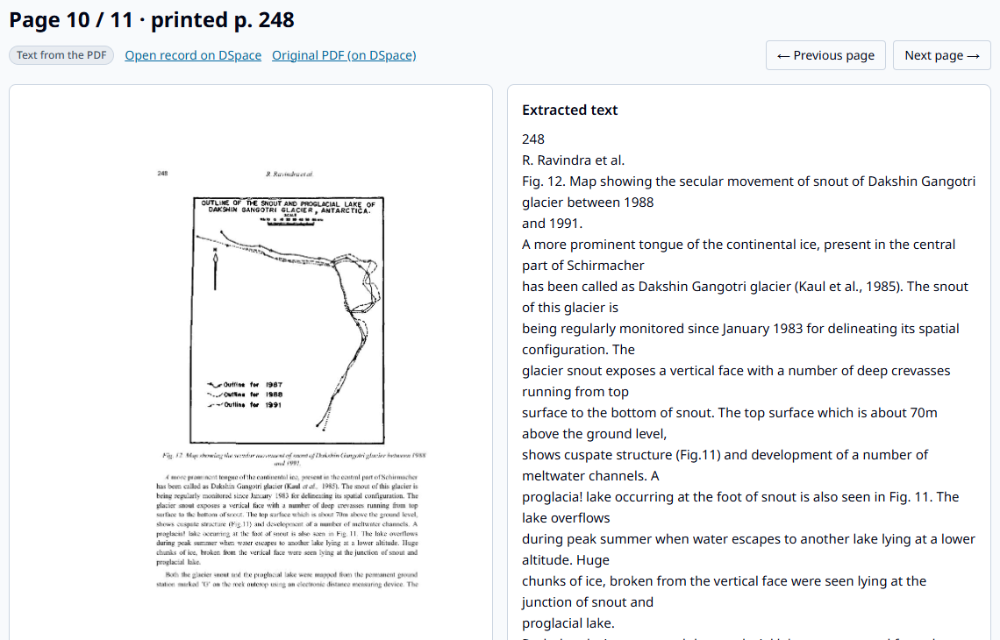 Page 10 / 11 · printed p. 248
Text from the PDF
Open record on DSpace
Original PDF (on DSpace)
← Previous page
Next page →
248
R. Ravindra et al.
OUTLINE OF THE SNOUT AND PROGLACIAL LAKE OF
DAKSHIN GANGOTRI GLACIER, ANTARCTICA.
SCALE
N
Outline for 1987
Outline for 1988
Outline for 1991
Fig. 12. Map showing the secular movement of snout of Dakshin Gangotri glacier between 1988
and 1991.
A more prominent tongue of the continental ice, present in the central part of Schirmacher
has been called as Dakshin Gangotri glacier (Kaul et al., 1985). The snout of this glacier is
being regularly monitored since January 1983 for delineating its spatial configuration. The
glacier snout exposes a vertical face with a number of deep crevasses running from top
surface to the bottom of snout. The top surface which is about 70m above the ground level,
shows cuspate structure (Fig.11) and development of a number of meltwater channels. A
proglacial lake occurring at the foot of snout is also seen in Fig. 11. The lake overflows
during peak summer when water escapes to another lake lying at a lower altitude. Huge
chunks of ice, broken from the vertical face were seen lying at the junction of snout and
proglacial lake.
Both the glacier snout and the proglacial lake were mapped from the permanent ground
station marked 'G' on the rock outcrop using an electronic distance measuring device. The
Extracted text
248
R. Ravindra et al.
Fig. 12. Map showing the secular movement of snout of Dakshin Gangotri
glacier between 1988
and 1991.
A more prominent tongue of the continental ice, present in the central
part of Schirmacher
has been called as Dakshin Gangotri glacier (Kaul et al., 1985). The snout
of this glacier is
being regularly monitored since January 1983 for delineating its spatial
configuration. The
glacier snout exposes a vertical face with a number of deep crevasses
running from top
surface to the bottom of snout. The top surface which is about 70m
above the ground level,
shows cuspate structure (Fig.11) and development of a number of
meltwater channels. A
proglacia! lake occurring at the foot of snout is also seen in Fig. 11. The
lake overflows
during peak summer when water escapes to another lake lying at a lower
altitude. Huge
chunks of ice, broken from the vertical face were seen lying at the
junction of snout and
proglacial lake.